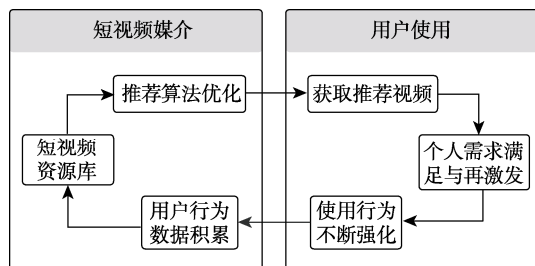 短视频媒介
用户使用
推荐算法优化
获取推荐视频
短视频
资源库
个人需求满
足与再激发
用户行为
数据积累
使用行为
不断强化